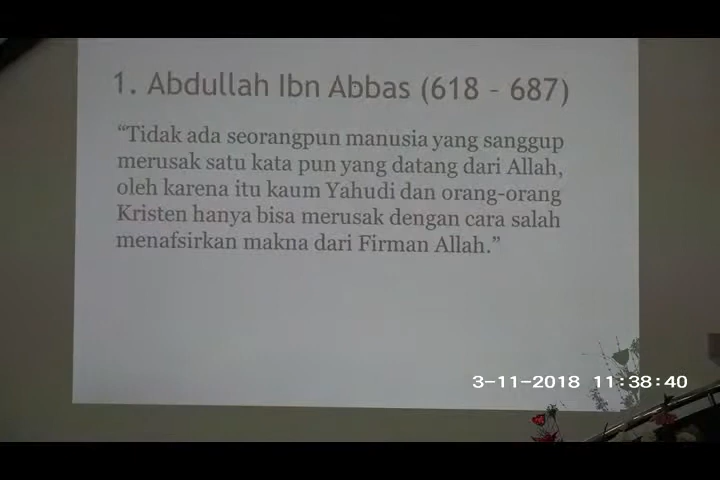 1. Abdullah Ibn Abbas (618 – 687)
“Tidak ada seorangpun manusia yang sanggup
merusak satu kata pun yang datang dari Allah,
oleh karena itu kaum Yahudi dan orang-orang
Kristen hanya bisa merusak dengan cara salah
menafsirkan makna dari Firman Allah.”
3-11-2018 11:38:40